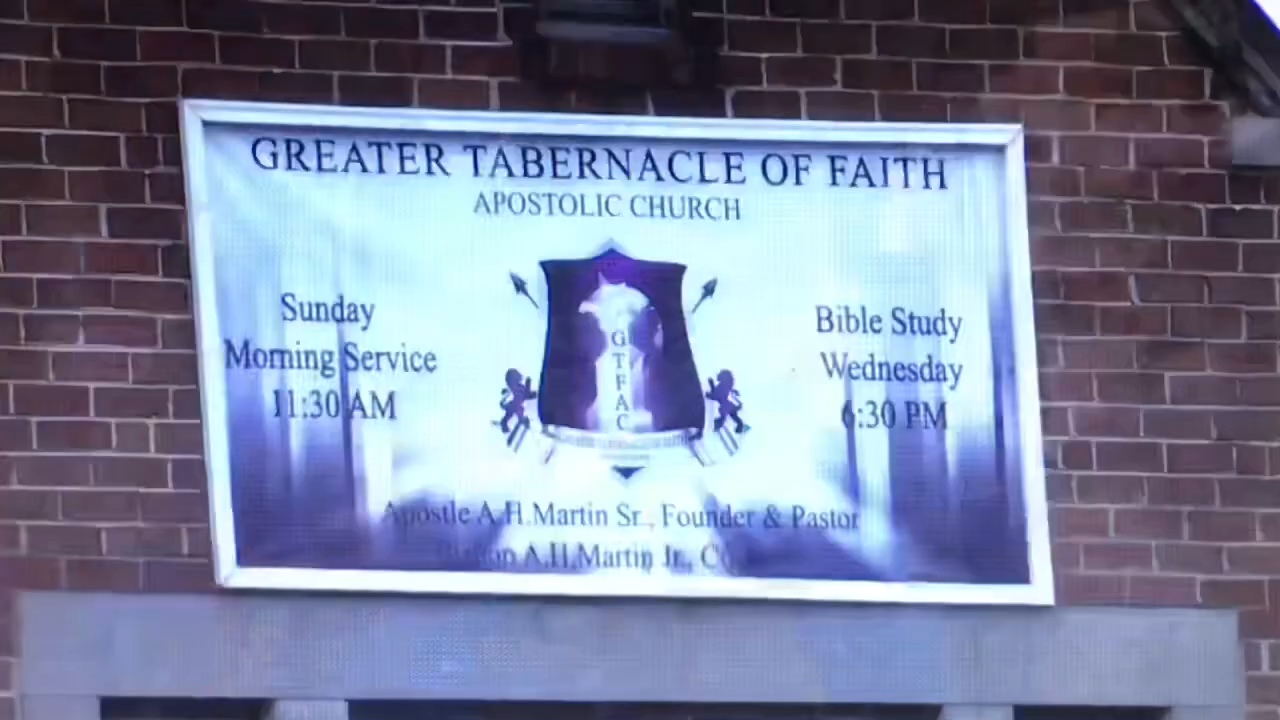 GREATER TABERNACLE OF FAITH
APOSTOLIC CHURCH
Sunday
Morning Service
11:30 AM
GTFAC
Bible Study
Wednesday
6:30 PM
Apostle A.H.Martin Sr., Founder & Pastor
A.H.Martin Jr.,